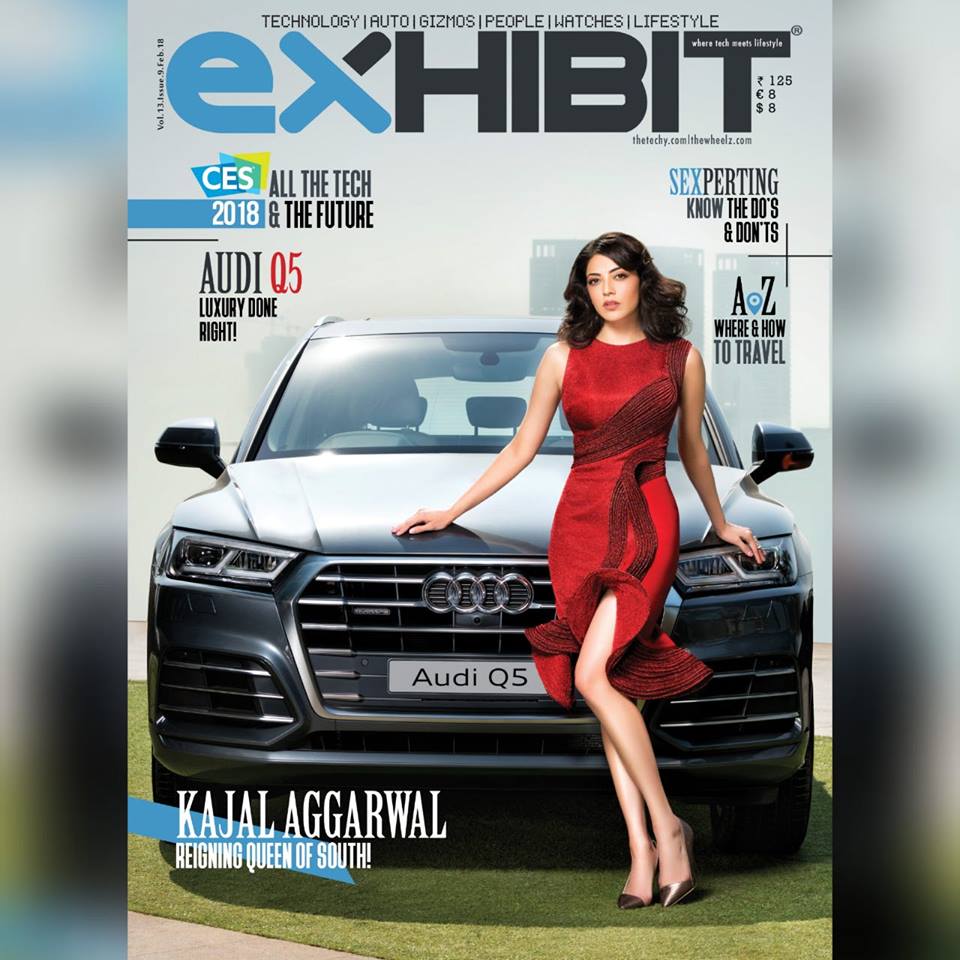 TECHNOLOGY|AUTO|GIZMOS|PEOPLE|WATCHES|LIFESTYLE
exHIBIT®
where tech meets lifestyle
Vol.13.Issue.9.Feb.18
₹ 125
€ 8
$ 8
thetechy.com|thewheelz.com
CES
2018
ALL THE TECH
& THE FUTURE
AUDI Q5
LUXURY DONE
RIGHT!
SEXPERTING
KNOW THE DO'S
& DON'TS
A Z
WHERE & HOW
TO TRAVEL
Audi Q5
KAJAL AGGARWAL
REIGNING QUEEN OF SOUTH!